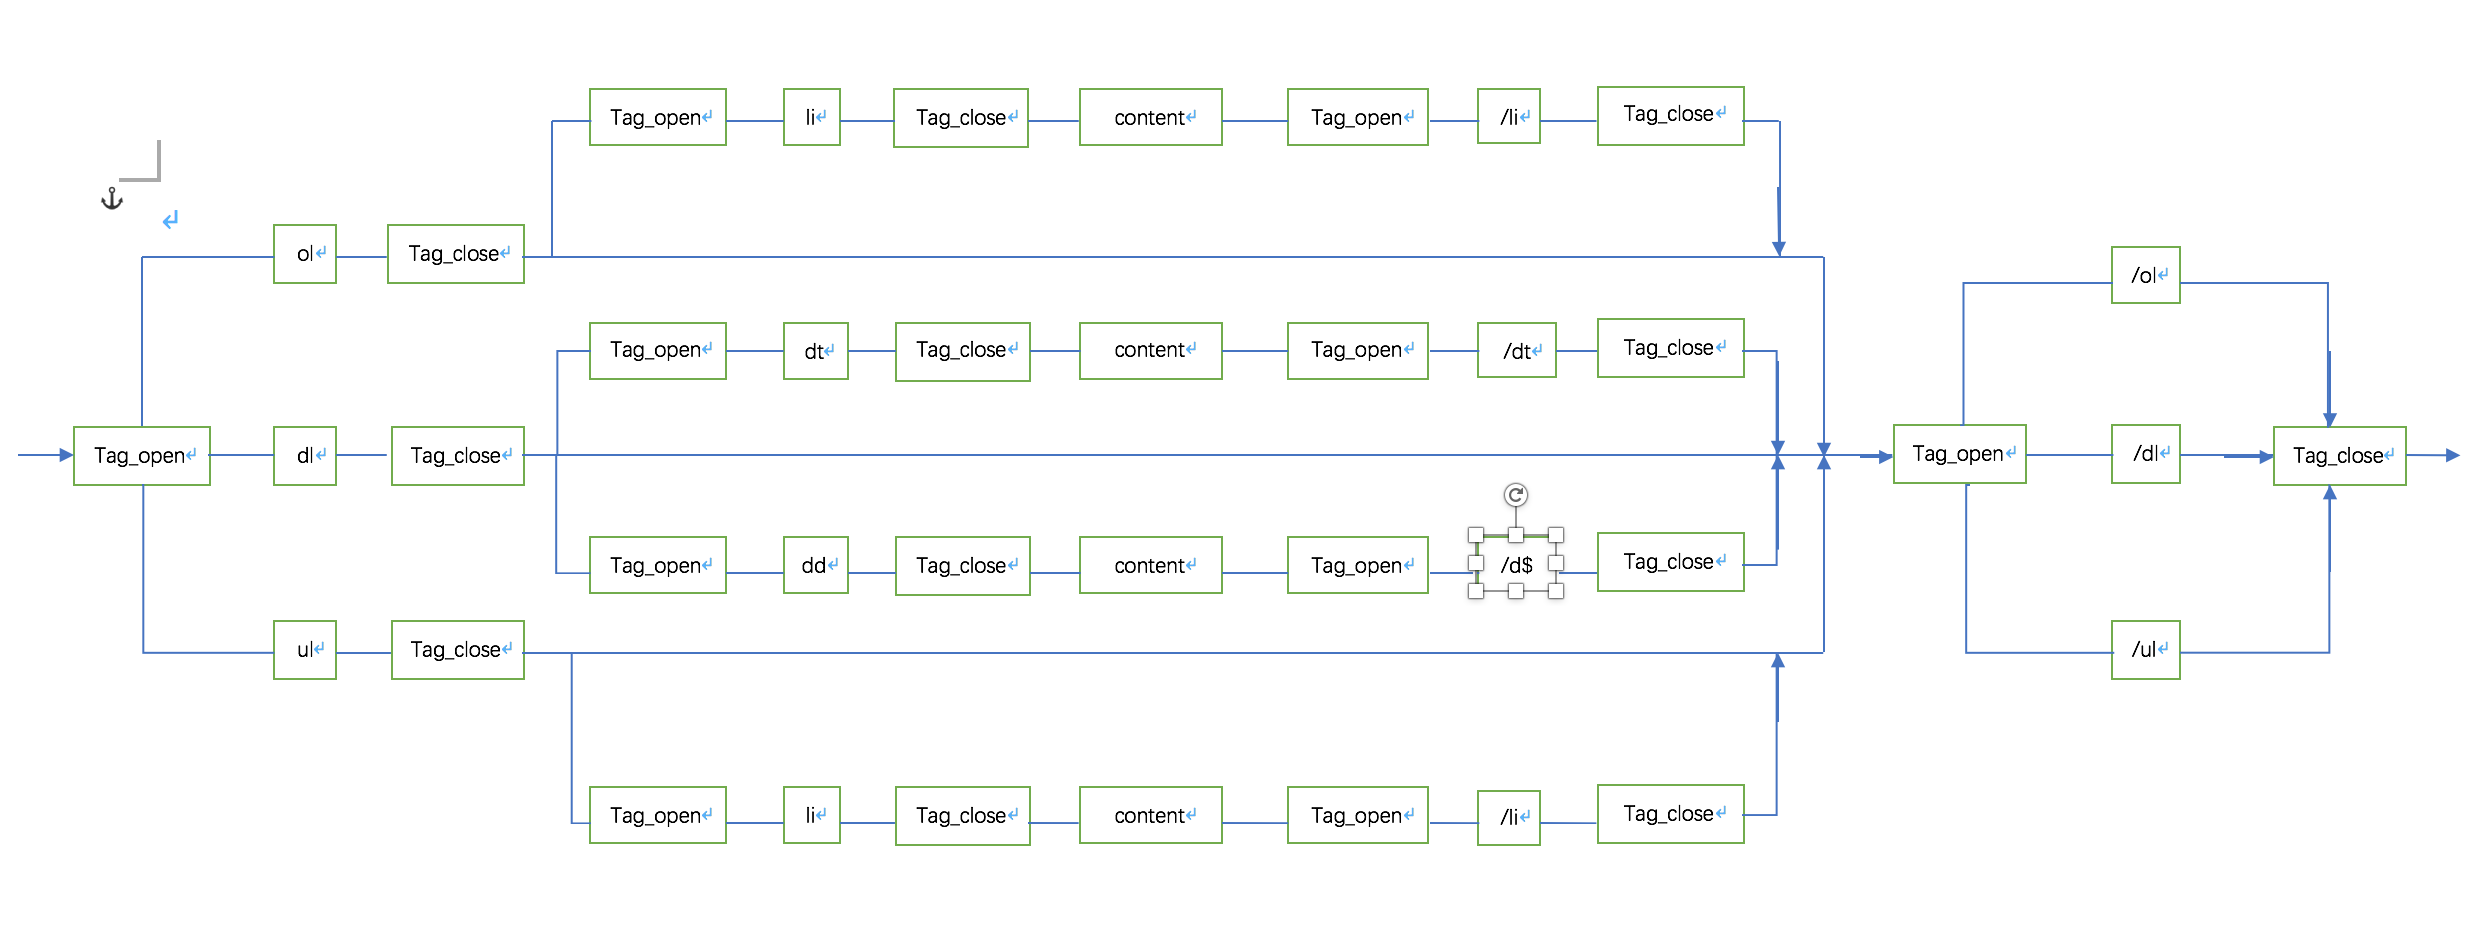 Tag_open
li
Tag_close
content
Tag_open
/li
Tag_close
ol
Tag_close
/ol
Tag_open
dt
Tag_close
content
Tag_open
/dt
Tag_close
Tag_open
dl
Tag_close
Tag_open
/dl
Tag_close
Tag_open
dd
Tag_close
content
Tag_open
/d$
Tag_close
ul
Tag_close
/ul
Tag_open
li
Tag_close
content
Tag_open
/li
Tag_close